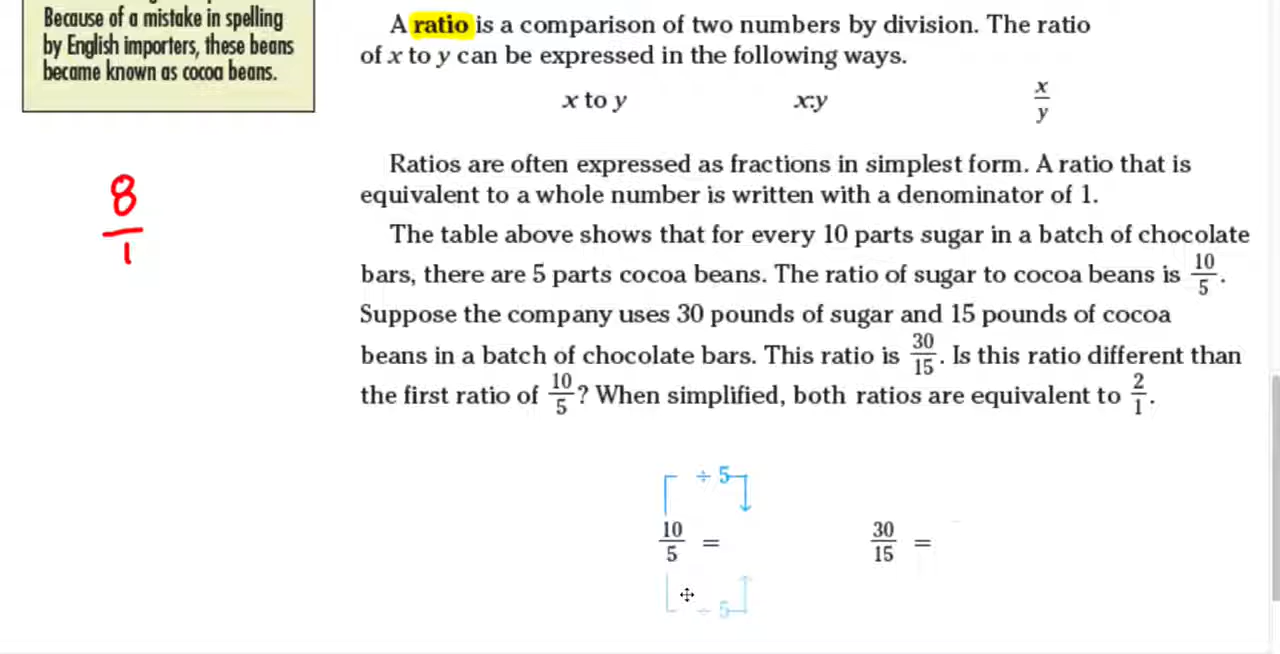 Because of a mistake in spelling
by English importers, these beans
became known as cocoa beans.
A ratio is a comparison of two numbers by division. The ratio
of x to y can be expressed in the following ways.
x to y x:y x/y
Ratios are often expressed as fractions in simplest form. A ratio that is
equivalent to a whole number is written with a denominator of 1.
8/1
The table above shows that for every 10 parts sugar in a batch of chocolate
bars, there are 5 parts cocoa beans. The ratio of sugar to cocoa beans is 10/5.
Suppose the company uses 30 pounds of sugar and 15 pounds of cocoa
beans in a batch of chocolate bars. This ratio is 30/15. Is this ratio different than
the first ratio of 10/5? When simplified, both ratios are equivalent to 2/1.
÷ 5
10/5 = 30/15 =
÷ 5